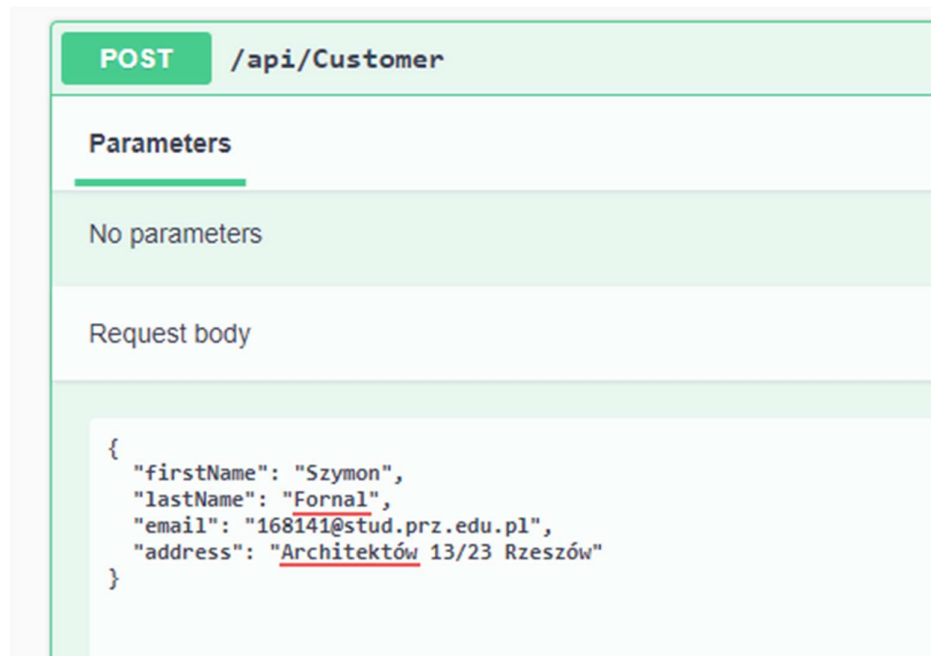 POST /api/Customer
Parameters
No parameters
Request body
{
"firstName": "Szymon",
"lastName": "Fornal",
"email": "168141@stud.prz.edu.pl",
"address": "Architektów 13/23 Rzeszów"
}